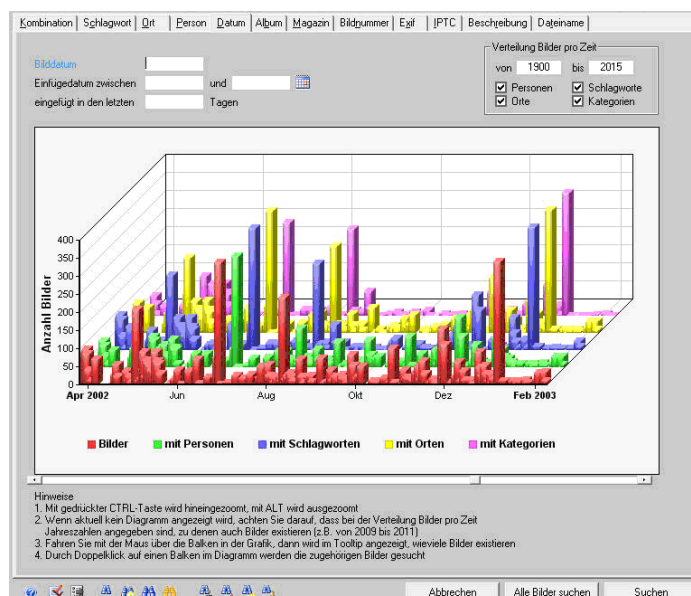 Kombination Schlagwort Ort Person Datum Album Magazin Bildnummer Exif IPTC Beschreibung Dateiname
Bilddatum
Einfügedatum zwischen und
eingefügt in den letzten Tagen
Verteilung Bilder pro Zeit
von 1900 bis 2015
Personen Schlagworte
Orte Kategorien
Anzahl Bilder
400
350
300
250
200
150
100
50
0
Apr 2002 Jun Aug Okt Dez Feb 2003
Bilder mit Personen mit Schlagworten mit Orten mit Kategorien
Hinweise
1. Mit gedrückter CTRL-Taste wird hineingezoomt, mit ALT wird ausgezoomt
2. Wenn aktuell kein Diagramm angezeigt wird, achten Sie darauf, dass bei der Verteilung Bilder pro Zeit
Jahreszahlen angegeben sind, zu denen auch Bilder existieren (z.B. von 2009 bis 2011)
3. Fahren Sie mit der Maus über die Balken in der Grafik, dann wird im Tooltip angezeigt, wieviele Bilder existieren
4. Durch Doppelklick auf einen Balken im Diagramm werden die zugehörigen Bilder gesucht
Abbrechen Alle Bilder suchen Suchen